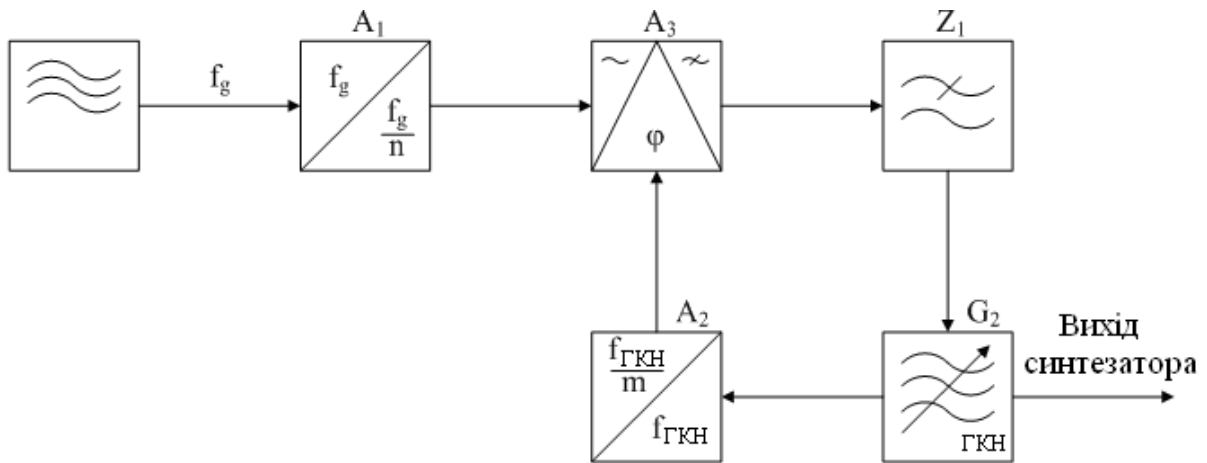 A₁
A₃
Z₁
f_g
f_g
f_g
n
φ
A₂
G₂
Вихід
синтезатора
f_ГКН
m
f_ГКН
ГКН